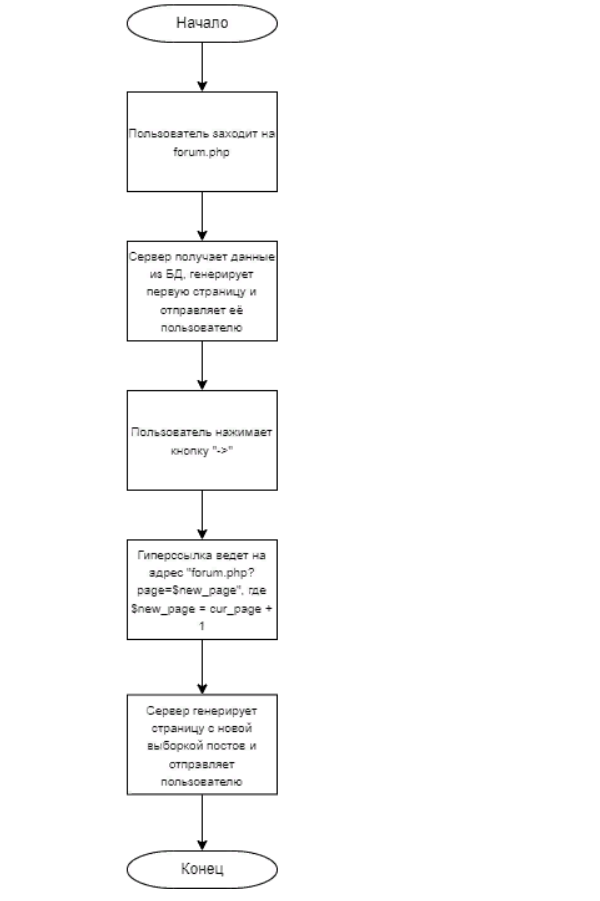 Начало
Пользователь заходит на
forum.php
Сервер получает данные
из БД, генерирует
первую страницу и
отправляет её
пользователю
Пользователь нажимает
кнопку "->"
Гиперссылка ведет на
адрес "forum.php?
page=$new_page", где
$new_page = cur_page +
1
Сервер генерирует
страницу с новой
выборкой постов и
отправляет
пользователю
Конец